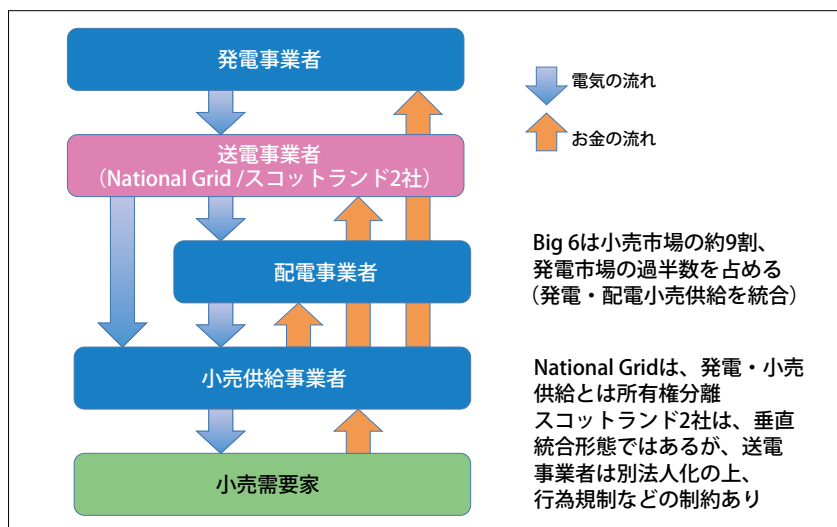 発電事業者
電気の流れ
お金の流れ
送電事業者
（National Grid /スコットランド2社）
配電事業者
Big 6は小売市場の約9割、
発電市場の過半数を占める
（発電・配電小売供給を統合）
小売供給事業者
National Gridは、発電・小売
供給とは所有権分離
スコットランド2社は、垂直
統合形態ではあるが、送電
事業者は別法人化の上、
行為規制などの制約あり
小売需要家